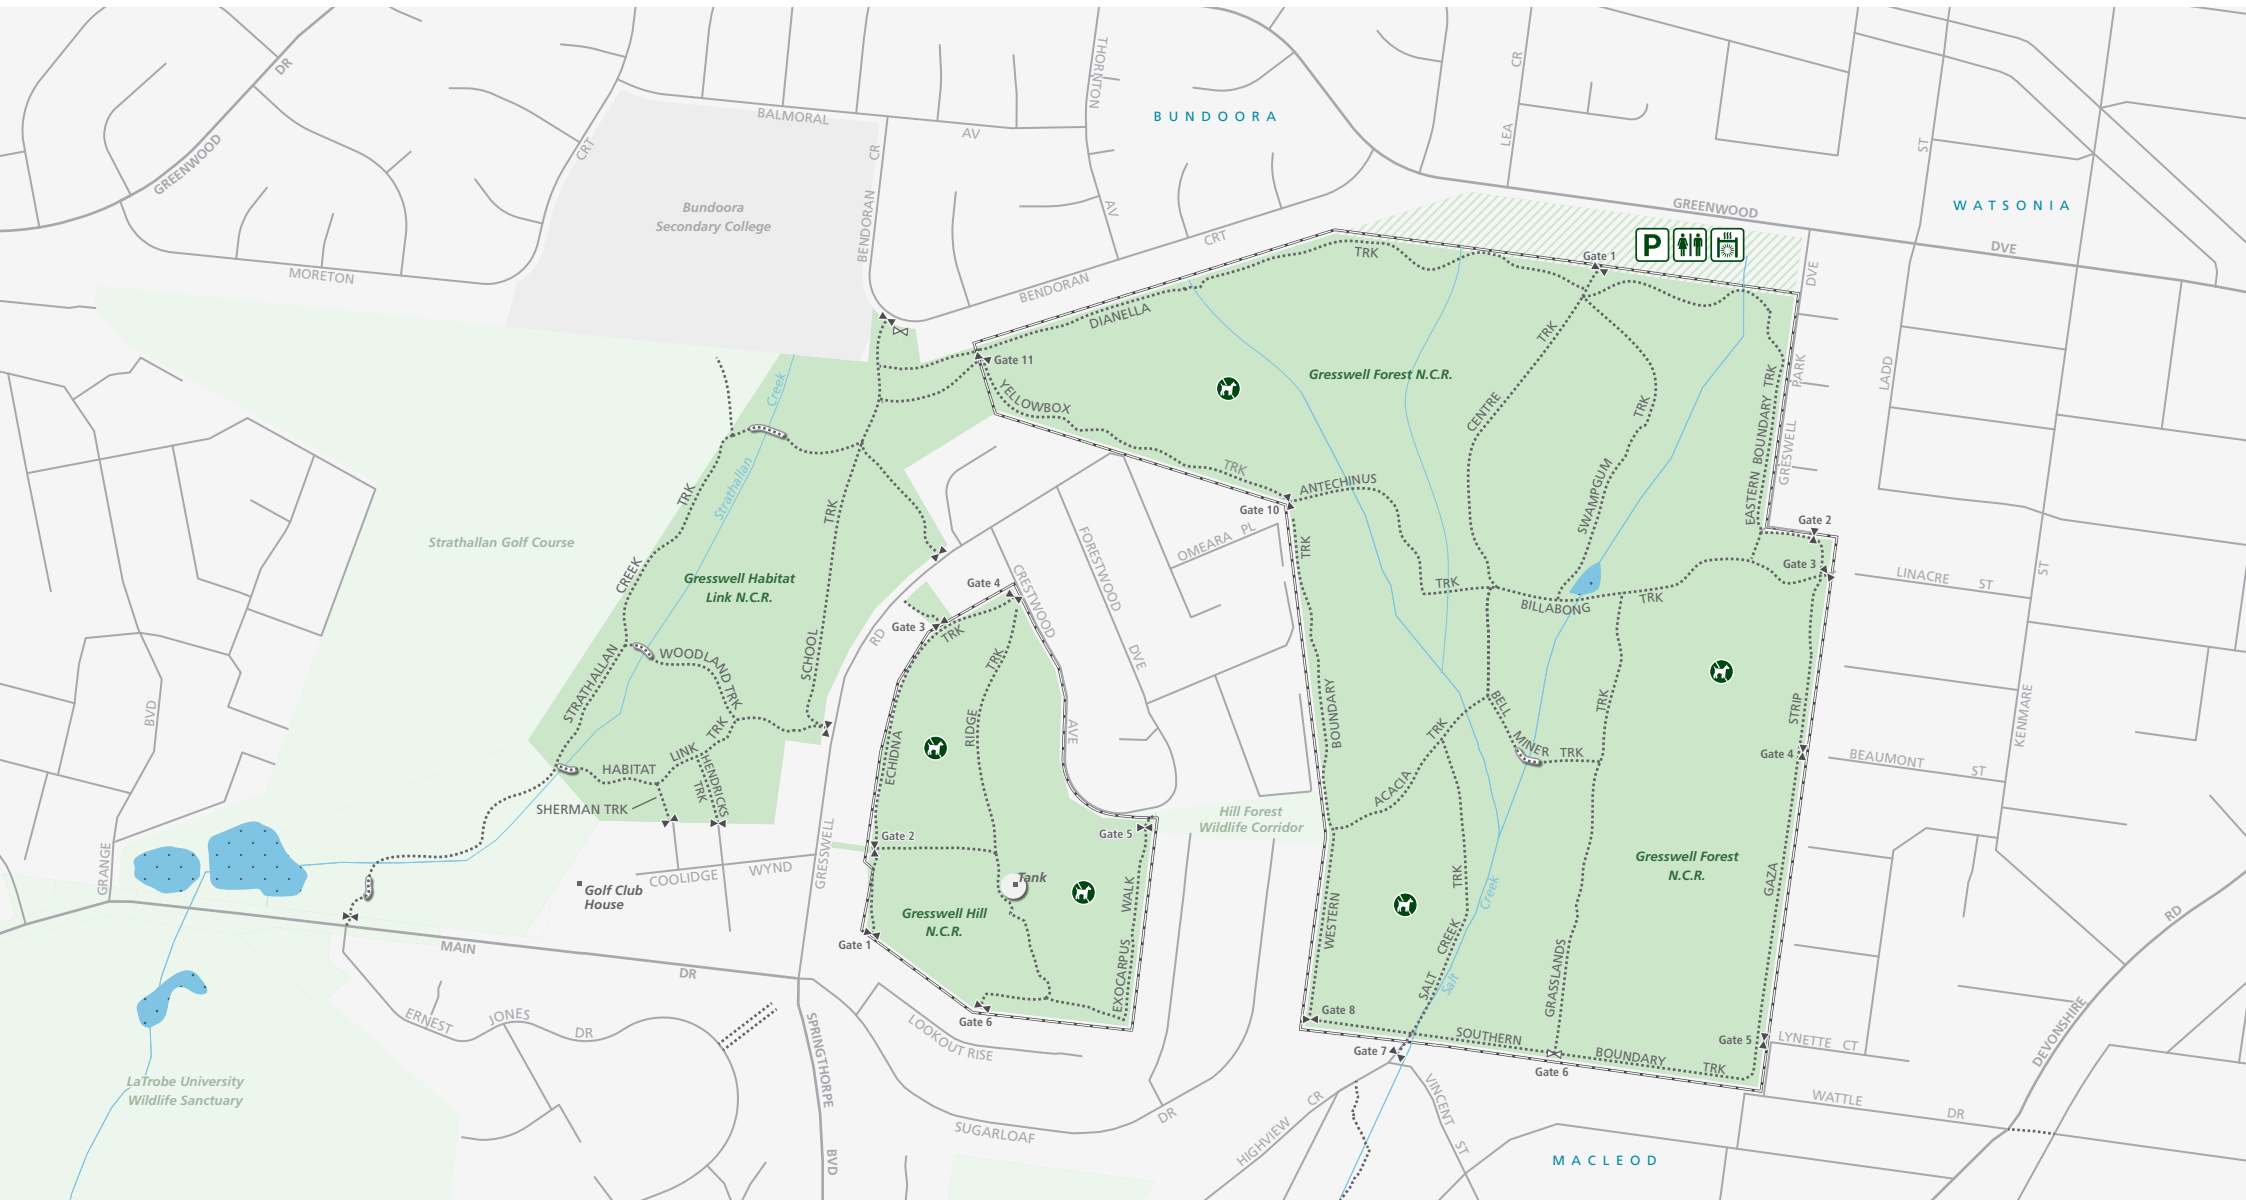 THORNTON
AV
BUNDOORA
BALMORAL
AV
GREENWOOD
DR
CRT
MORETON
Bundoora
Secondary College
BENDORAN
CR
BENDORAN
CRT
LEA
CR
GREENWOOD
DVE
WATSONIA
ST
LADD
GRESWELL
PARK
DVE
P
Gate 1
TRK
DIANELLA
Gate 11
YELLOWBOX
TRK
Gresswell Forest N.C.R.
CENTRE
TRK
SWAMPGUM
TRK
EASTERN BOUNDARY TRK
Gate 2
Gate 3
Gate 10
ANTECHINUS
TRK
BILLABONG
TRK
LINACRE
ST
KENMARE
ST
BEAUMONT
ST
Strathallan Golf Course
Creek
Strathallan
STRATHALLAN
CREEK
TRK
Gresswell Habitat
Link N.C.R.
SCHOOL
TRK
WOODLAND TRK
HABITAT
LINK
TRK
HENDRICKS
TRK
SHERMAN TRK
COOLIDGE
WYND
Golf Club
House
GRANGE
BVD
GRESSWELL
RD
Gate 4
Gate 3
TRK
ECHIDNA
RIDGE
TRK
CRESTWOOD
AVE
FORESTWOOD
DVE
OMEARA PL
Gate 2
Gate 5
Tank
WALK
EXOCARPUS
Gresswell Hill
N.C.R.
Gate 1
Gate 6
Hill Forest
Wildlife Corridor
TRK
BOUNDARY
WESTERN
BELL
MINER
TRK
ACACIA
TRK
TRK
GRASSLANDS
STRIP
GAZA
Gate 4
Gresswell Forest
N.C.R.
SALT
CREEK
TRK
Creek
Salt
Gate 8
Gate 7
SOUTHERN
BOUNDARY
TRK
Gate 6
Gate 5
LYNETTE CT
DEVONSHIRE
RD
WATTLE
DR
MAIN
DR
ERNEST
JONES
DR
SPRINGTHORPE
BVD
LOOKOUT RISE
SUGARLOAF
DR
HIGHVIEW
CR
VINCENT
ST
LaTrobe University
Wildlife Sanctuary
MACLEOD